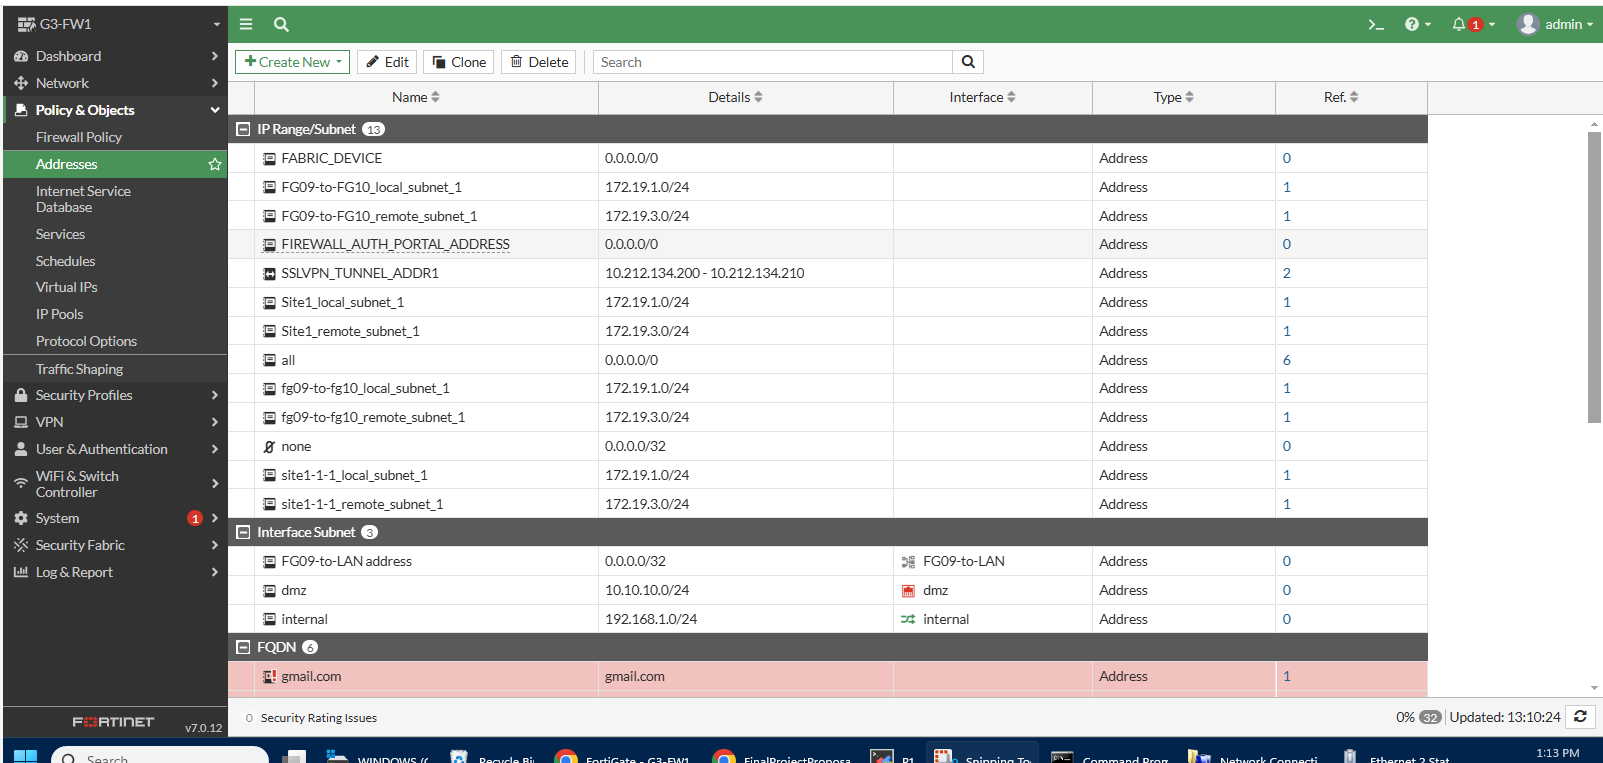 G3-FW1
1
admin
Dashboard
Network
Policy & Objects
Firewall Policy
Addresses
Internet Service
Database
Services
Schedules
Virtual IPs
IP Pools
Protocol Options
Traffic Shaping
Security Profiles
VPN
User & Authentication
WiFi & Switch
Controller
System 1
Security Fabric
Log & Report
FORTINET v7.0.12
Create New Edit Clone Delete Search
Name Details Interface Type Ref.
IP Range/Subnet 13
FABRIC_DEVICE 0.0.0.0/0 Address 0
FG09-to-FG10_local_subnet_1 172.19.1.0/24 Address 1
FG09-to-FG10_remote_subnet_1 172.19.3.0/24 Address 1
FIREWALL_AUTH_PORTAL_ADDRESS 0.0.0.0/0 Address 0
SSLVPN_TUNNEL_ADDR1 10.212.134.200 - 10.212.134.210 Address 2
Site1_local_subnet_1 172.19.1.0/24 Address 1
Site1_remote_subnet_1 172.19.3.0/24 Address 1
all 0.0.0.0/0 Address 6
fg09-to-fg10_local_subnet_1 172.19.1.0/24 Address 1
fg09-to-fg10_remote_subnet_1 172.19.3.0/24 Address 1
none 0.0.0.0/32 Address 0
site1-1-1_local_subnet_1 172.19.1.0/24 Address 1
site1-1-1_remote_subnet_1 172.19.3.0/24 Address 1
Interface Subnet 3
FG09-to-LAN address 0.0.0.0/32 FG09-to-LAN Address 0
dmz 10.10.10.0/24 dmz Address 0
internal 192.168.1.0/24 internal Address 0
FQDN 6
gmail.com gmail.com Address 1
0 Security Rating Issues 0% 32 Updated: 13:10:24
Search WINDOWS (C Recycle Bi FortiGate - G3-FW1 FinalProjectProposa P1 Snipping To Command Prom Network Connecti Ethernet 2 Stat 1:13 PM